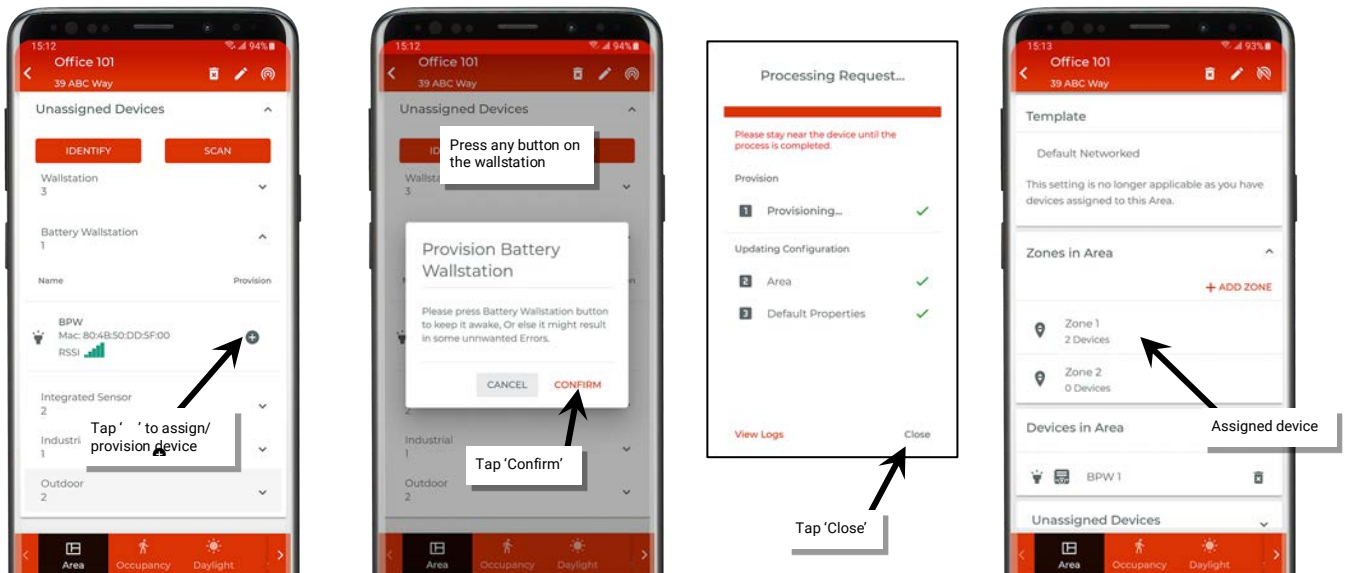 15:12
94%
Office 101
39 ABC Way
Unassigned Devices
IDENTIFY
SCAN
Wallstation
3
Battery Wallstation
1
Name
Provision
BPW
Mac: 80:4B:50:DD:5F:00
RSSI
Integrated Sensor
2
Industri
1
Tap ‘ ’ to assign/
provision device
Outdoor
2
Area
Occupancy
Daylight
15:12
94%
Office 101
39 ABC Way
Unassigned Devices
ID
Press any button on
the wallstation
Wallsta
3
Provision Battery
Wallstation
Please press Battery Wallstation button
to keep it awake, Or else it might result
in some unnwanted Errors.
CANCEL
CONFIRM
2
Industrial
1
Tap ‘Confirm’
Outdoor
2
Area
Occupancy
Daylight
Processing Request...
Please stay near the device until the
process is completed.
Provision
1 Provisioning...
Updating Configuration
2 Area
3 Default Properties
View Logs
Close
Tap ‘Close’
15:13
93%
Office 101
39 ABC Way
Template
Default Networked
This setting is no longer applicable as you have
devices assigned to this Area.
Zones in Area
+ ADD ZONE
Zone 1
2 Devices
Zone 2
0 Devices
Devices in Area
Assigned device
BPW 1
Unassigned Devices
Area
Occupancy
Daylight